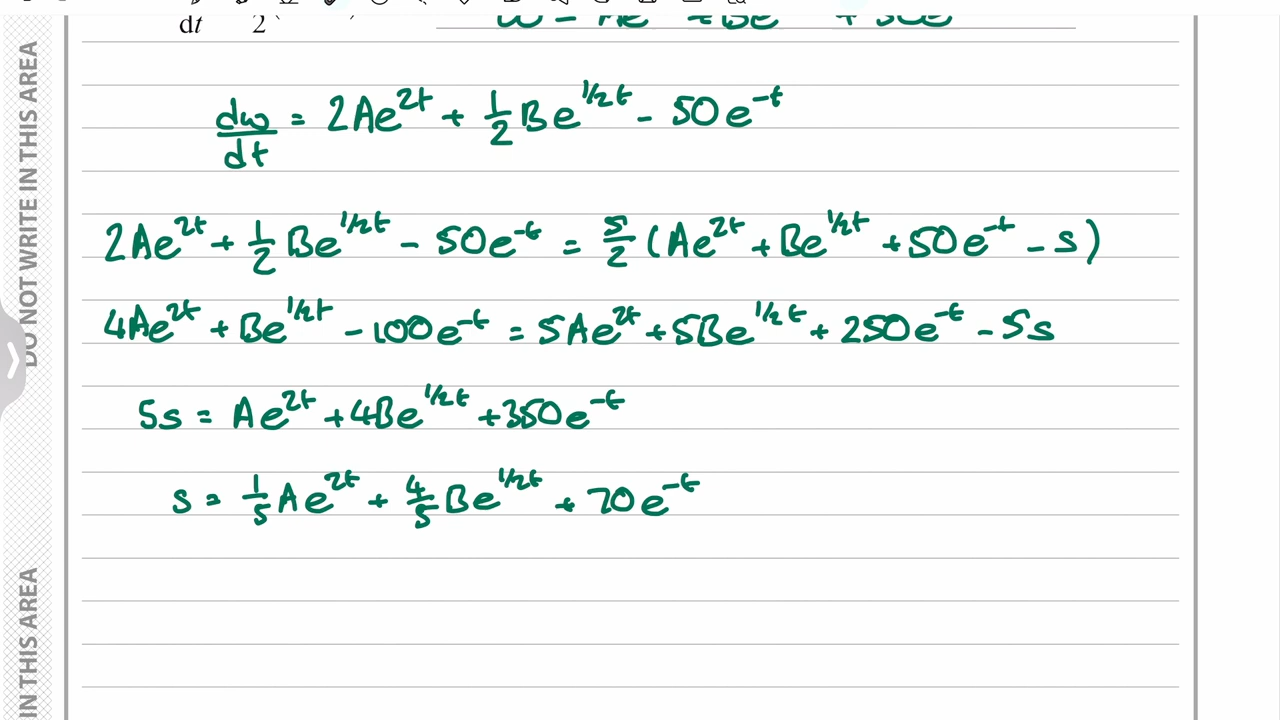 dt 2
dw/dt = 2Ae^{2t} + 1/2 Be^{1/2t} - 50e^{-t}
2Ae^{2t} + 1/2 Be^{1/2t} - 50e^{-t} = 5/2 (Ae^{2t} + Be^{1/2t} + 50e^{-t} - s)
4Ae^{2t} + Be^{1/2t} - 100e^{-t} = 5Ae^{2t} + 5Be^{1/2t} + 250e^{-t} - 5s
5s = Ae^{2t} + 4Be^{1/2t} + 350e^{-t}
s = 1/5 Ae^{2t} + 4/5 Be^{1/2t} + 70e^{-t}
DO NOT WRITE IN THIS AREA
IN THIS AREA